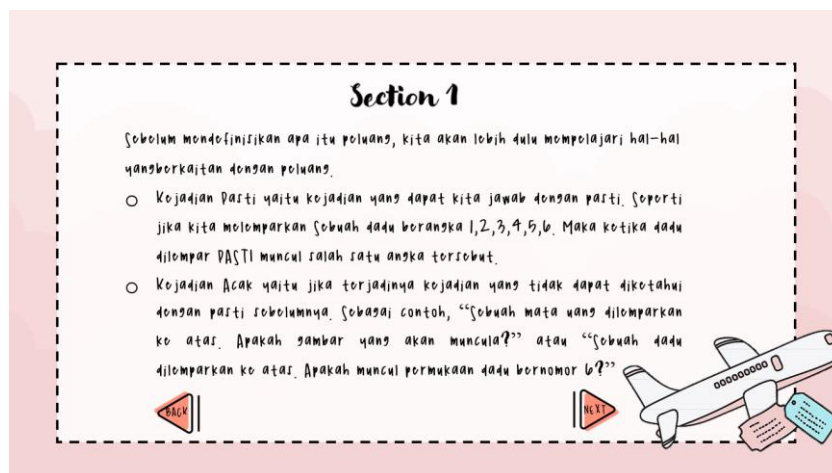 Section 1
Sebelum mendefinisikan apa itu peluang, kita akan lebih dulu mempelajari hal-hal
yangberkaitan dengan peluang.
○ Kejadian Pasti yaitu kejadian yang dapat kita jawab dengan pasti. Seperti
jika kita melemparkan Sebuah dadu berangka 1,2,3,4,5,6. Maka ketika dadu
dilempar PASTI muncul salah satu angka tersebut.
○ Kejadian Acak yaitu jika terjadinya kejadian yang tidak dapat diketahui
dengan pasti sebelumnya. Sebagai contoh, “Sebuah mata uang dilemparkan
ke atas. Apakah gambar yang akan muncula?” atau “Sebuah dadu
dilemparkan ke atas. Apakah muncul permukaan dadu bernomor 6?”
BACK
NEXT